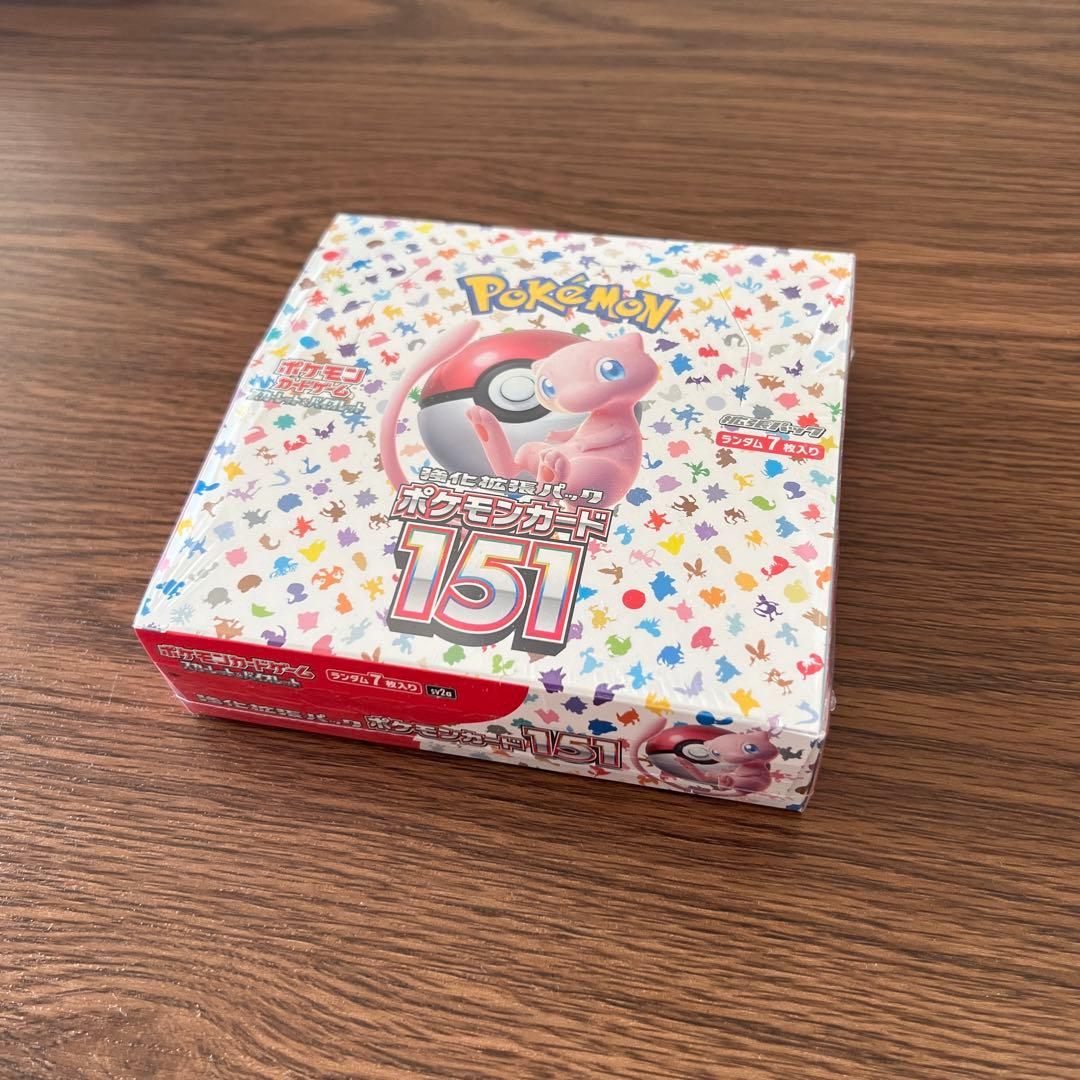 POKéMON
ポケモン
カードゲーム
スカーレット&バイオレット
拡張パック
ランダム7枚入り
強化拡張パック
ポケモンカード
151
ポケモンカードゲーム
スカーレット&バイオレット
ランダム7枚入り
sv2a
強化拡張パック ポケモンカード151